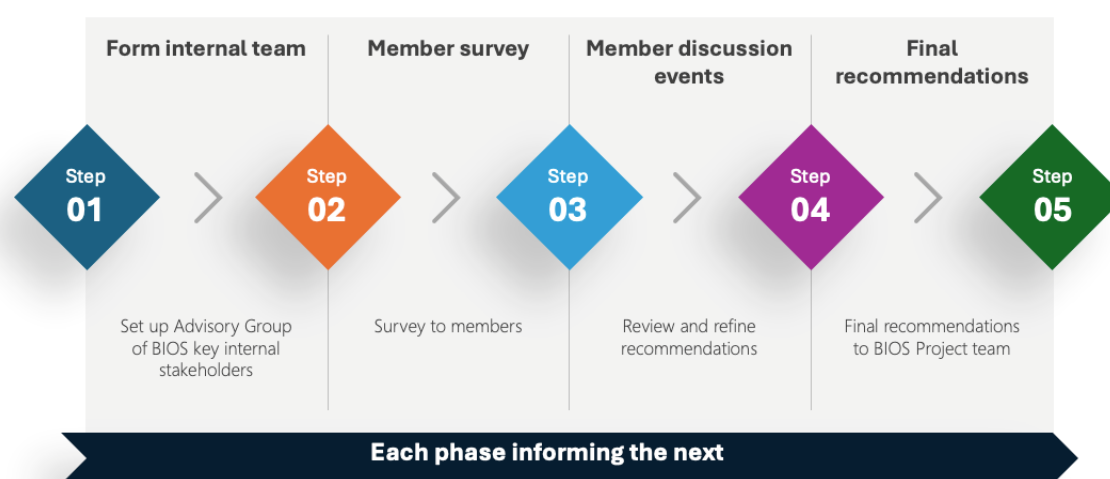 Form internal team
Member survey
Member discussion
events
Final
recommendations
Step
01
Step
02
Step
03
Step
04
Step
05
Set up Advisory Group
of BIOS key internal
stakeholders
Survey to members
Review and refine
recommendations
Final recommendations
to BIOS Project team
Each phase informing the next